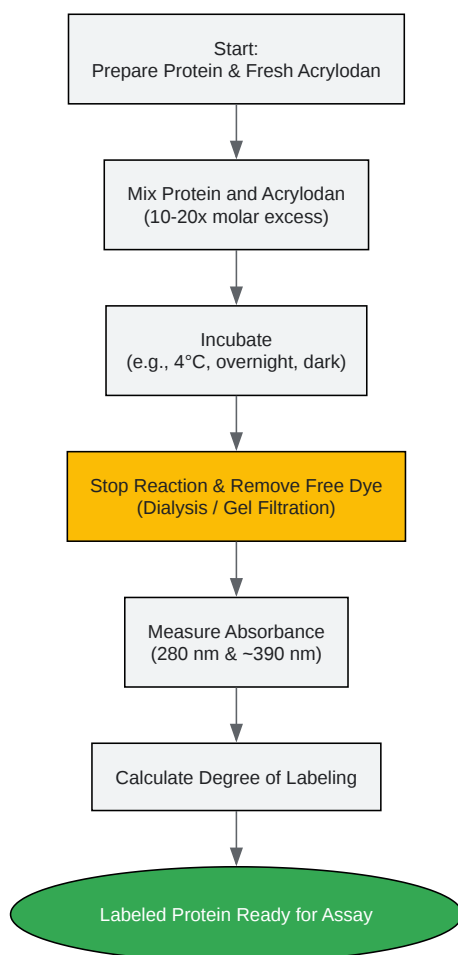 Start:
Prepare Protein & Fresh Acrylodan
Mix Protein and Acrylodan
(10-20x molar excess)
Incubate
(e.g., 4°C, overnight, dark)
Stop Reaction & Remove Free Dye
(Dialysis / Gel Filtration)
Measure Absorbance
(280 nm & ~390 nm)
Calculate Degree of Labeling
Labeled Protein Ready for Assay